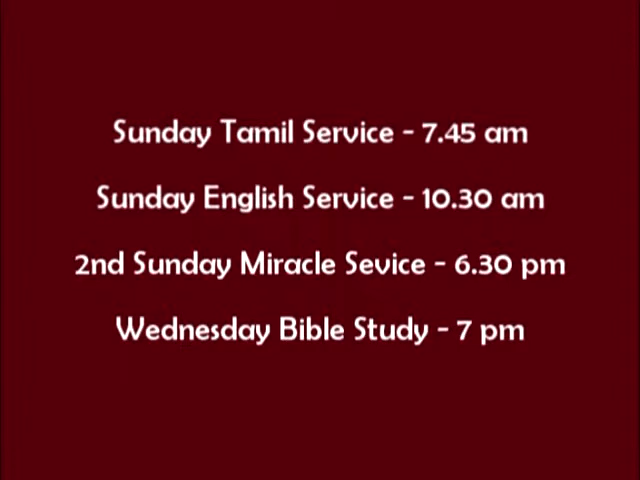 Sunday Tamil Service - 7.45 am
Sunday English Service - 10.30 am
2nd Sunday Miracle Sevice - 6.30 pm
Wednesday Bible Study - 7 pm